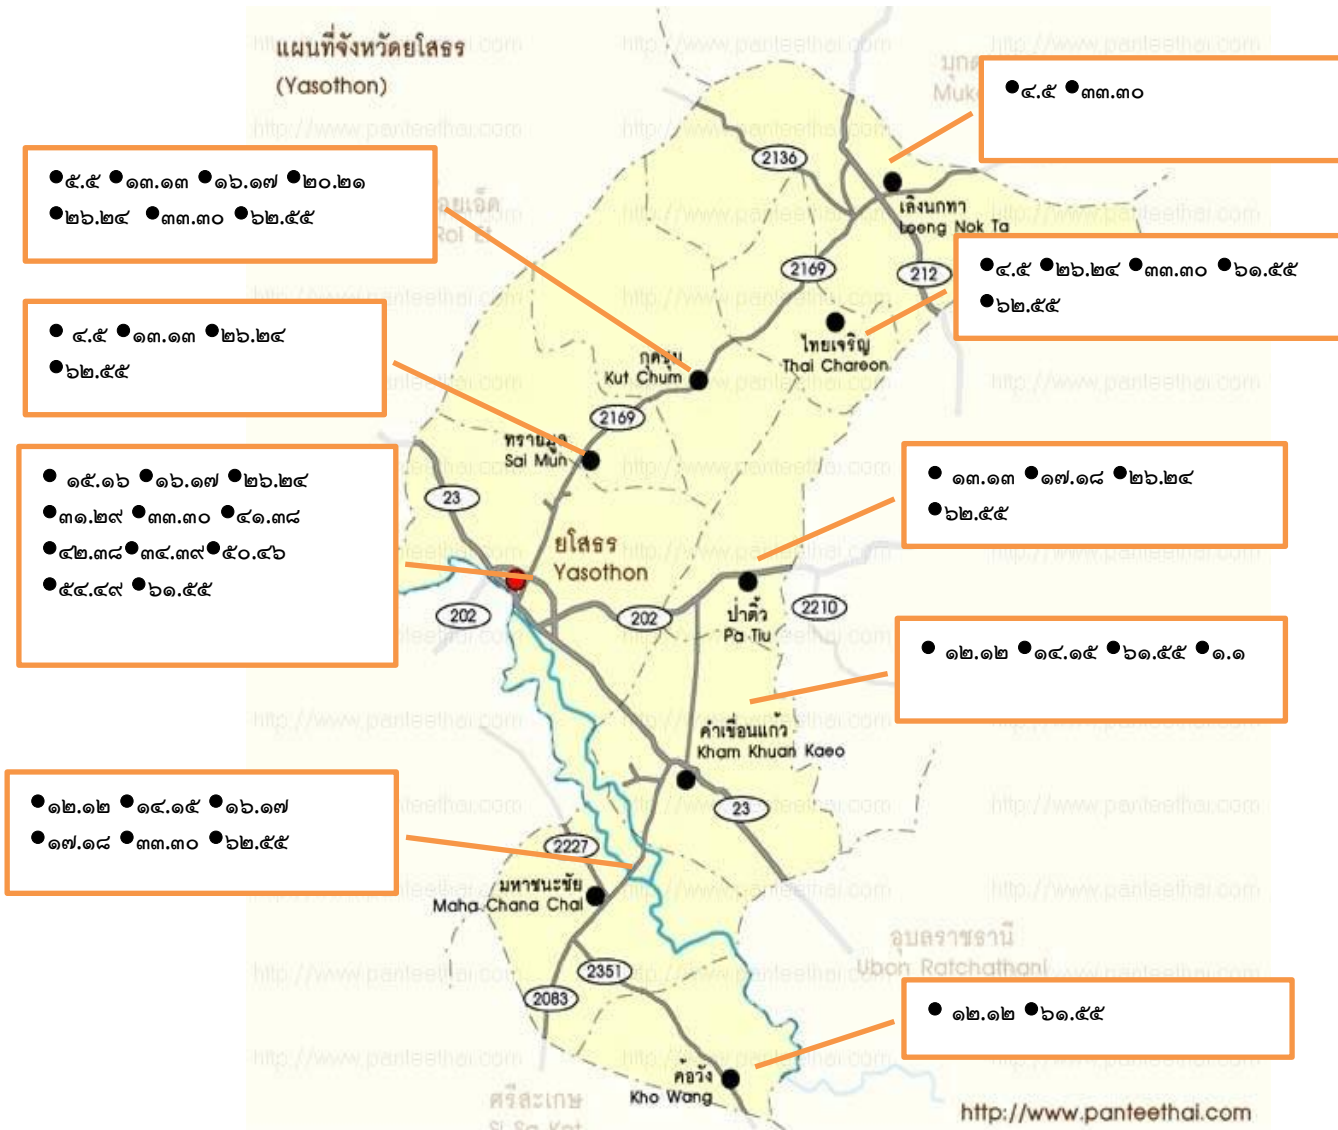 แผนที่จังหวัดยโสธร
(Yasothon)
http://www.panteethai.com
●๔.๕ ●๓๓.๓๐
●๕.๕ ●๑๓.๑๓ ●๑๖.๑๗ ●๒๐.๒๑
●๒๖.๒๔ ●๓๓.๓๐ ●๖๒.๕๕
2136
เลิงนกทา
Loeng Nok Ta
●๔.๕ ●๒๖.๒๔ ●๓๓.๓๐ ●๖๑.๕๕
●๖๒.๕๕
2169
212
ไทยเจริญ
Thai Chareon
● ๔.๕ ●๑๓.๑๓ ●๒๖.๒๔
●๖๒.๕๕
กุดชุม
Kut Chum
2169
ทรายมูล
Sai Mun
● ๑๕.๑๖ ●๑๖.๑๗ ●๒๖.๒๔
●๓๑.๒๙ ●๓๓.๓๐ ●๔๑.๓๘
●๔๒.๓๘ ●๓๔.๓๙ ●๕๐.๔๖
●๕๔.๔๙ ●๖๑.๕๕
23
ยโสธร
Yasothon
202
202
● ๑๓.๑๓ ●๑๗.๑๘ ●๒๖.๒๔
●๖๒.๕๕
ป่าติ้ว
Pa Tiu
2210
● ๑๒.๑๒ ●๑๔.๑๕ ●๖๑.๕๕ ●๑.๑
คำเขื่อนแก้ว
Kham Khuan Kaeo
23
●๑๒.๑๒ ●๑๔.๑๕ ●๑๖.๑๗
●๑๗.๑๘ ●๓๓.๓๐ ●๖๒.๕๕
2227
มหาชนะชัย
Maha Chana Chai
อุบลราชธานี
Ubon Ratchathani
2351
2083
● ๑๒.๑๒ ●๖๑.๕๕
ค้อวัง
Kho Wang
ศรีสะเกษ
http://www.panteethai.com